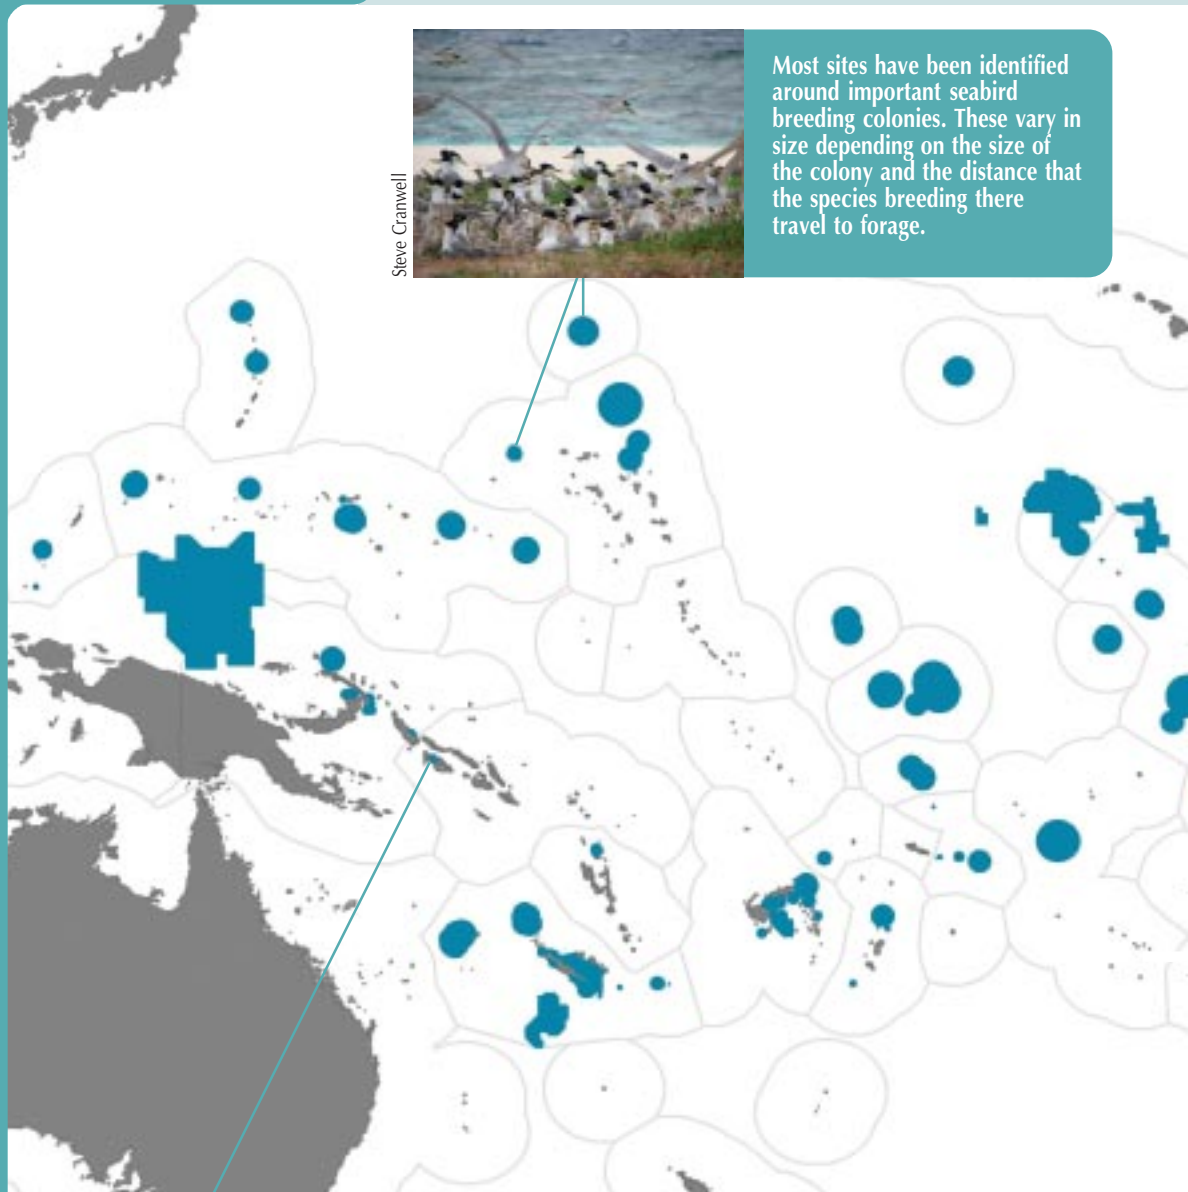 Steve Cranwell
Most sites have been identified
around important seabird
breeding colonies. These vary in
size depending on the size of
the colony and the distance that
the species breeding there
travel to forage.